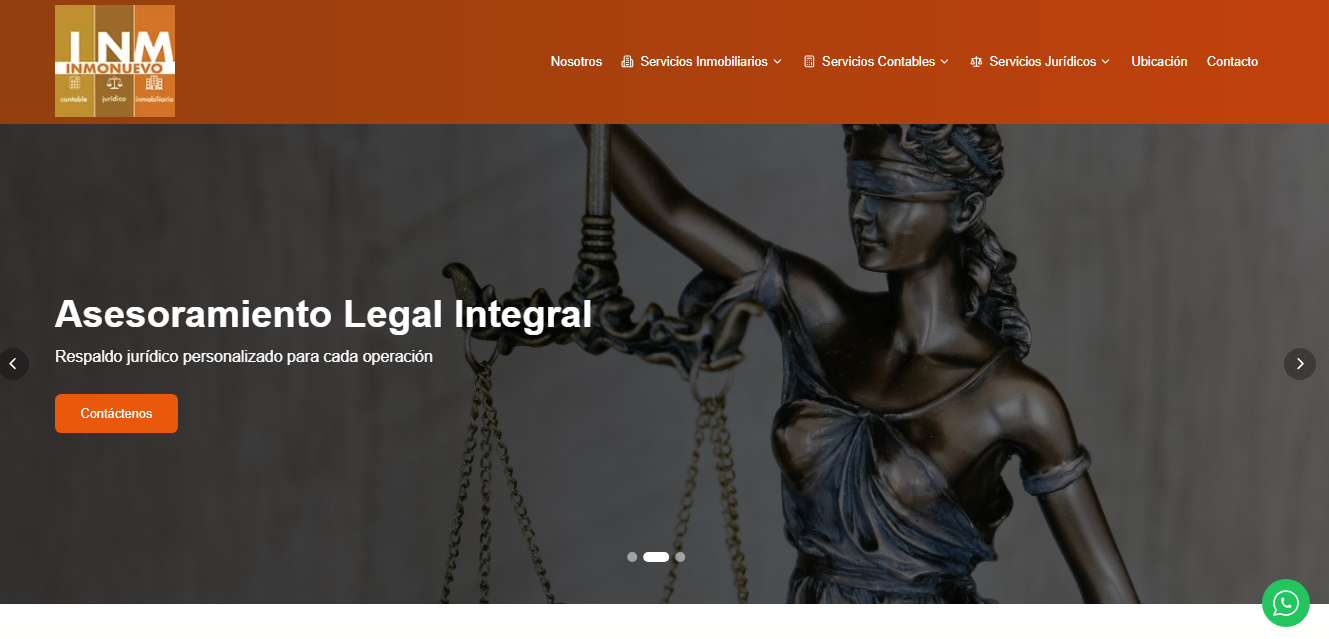 INM
INMONUEVO
contable jurídico inmobiliario
Nosotros Servicios Inmobiliarios Servicios Contables Servicios Jurídicos Ubicación Contacto
Asesoramiento Legal Integral
Respaldo jurídico personalizado para cada operación
Contáctenos